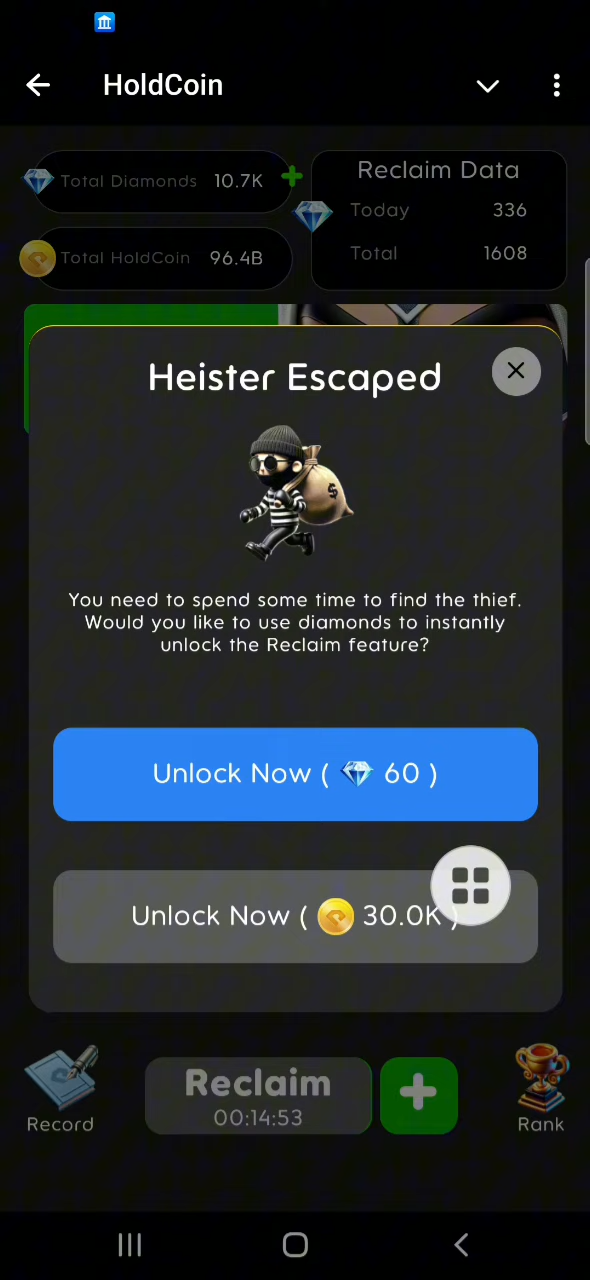 HoldCoin
Total Diamonds 10.7K
Total HoldCoin 96.4B
Reclaim Data
Today 336
Total 1608
Heister Escaped
$
You need to spend some time to find the thief.
Would you like to use diamonds to instantly
unlock the Reclaim feature?
Unlock Now ( 60 )
Unlock Now ( 30.0K )
Record
Reclaim
00:14:53
Rank